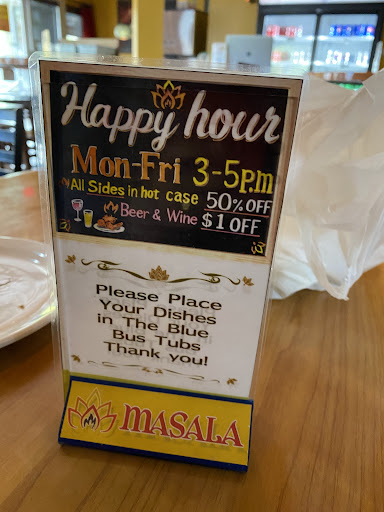 Happy hour
Mon-Fri 3-5p.m
All Sides in hot case 50% OFF
Beer & Wine $1 OFF
Please Place
Your Dishes
in The Blue
Bus Tubs
Thank you!
MASALA